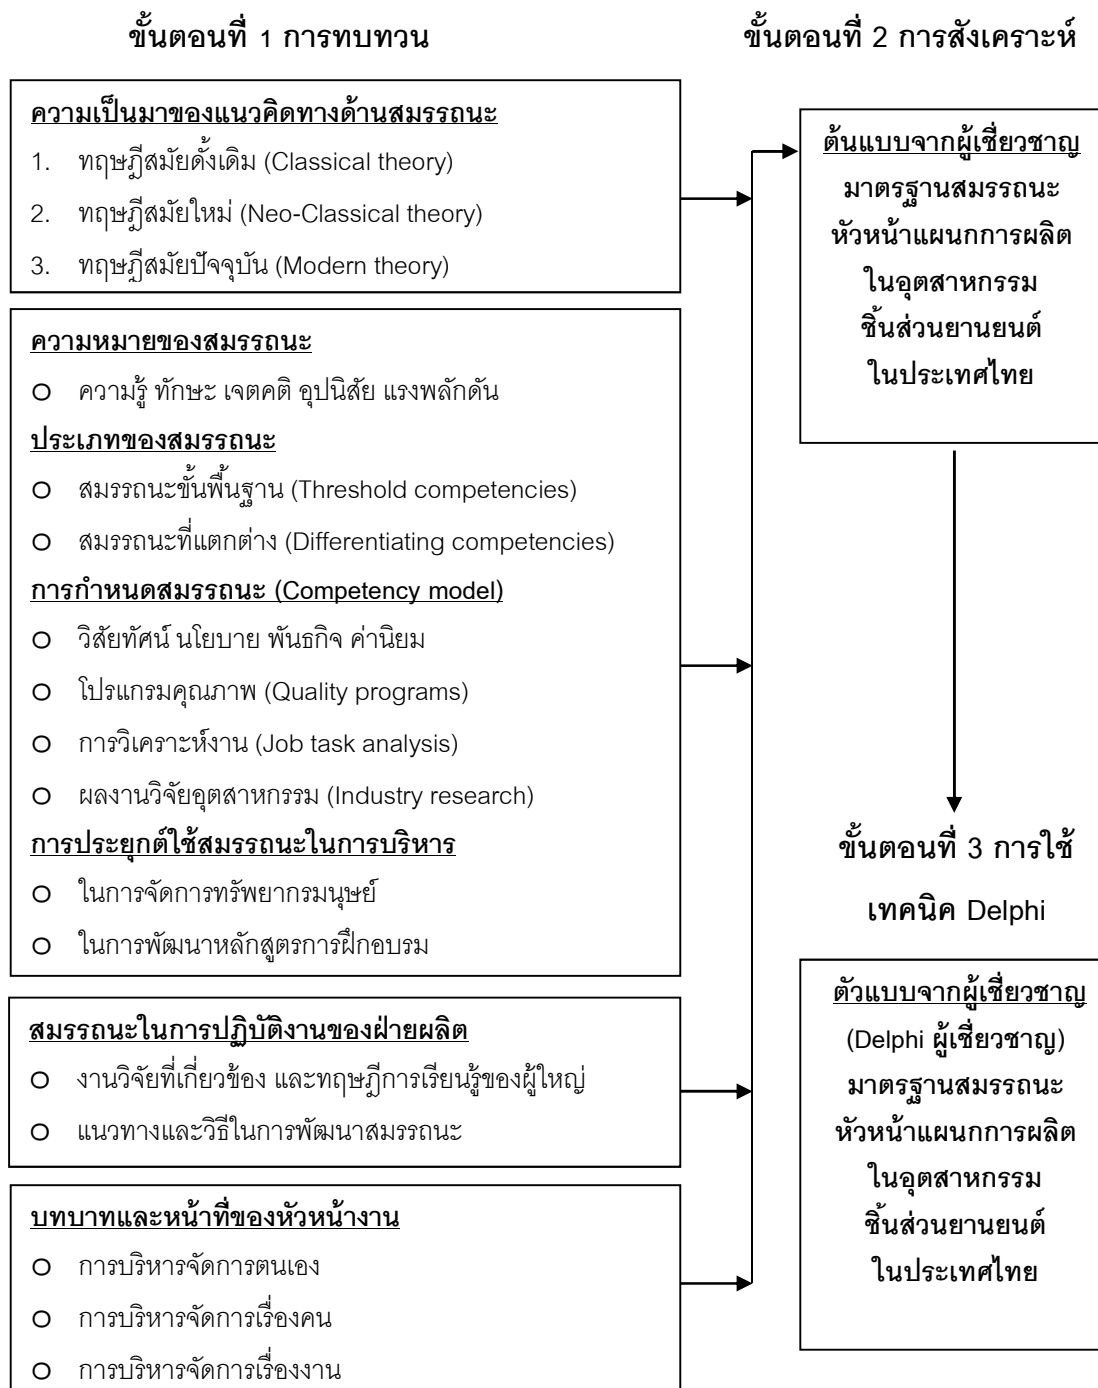 ขั้นตอนที่ 1 การทบทวน
ความเป็นมาของแนวคิดทางด้านสมรรถนะ
1. ทฤษฎีสมัยดั้งเดิม (Classical theory)
2. ทฤษฎีสมัยใหม่ (Neo-Classical theory)
3. ทฤษฎีสมัยปัจจุบัน (Modern theory)
ความหมายของสมรรถนะ
o ความรู้ ทักษะ เจตคติ อุปนิสัย แรงพลักดัน
ประเภทของสมรรถนะ
o สมรรถนะขั้นพื้นฐาน (Threshold competencies)
o สมรรถนะที่แตกต่าง (Differentiating competencies)
การกำหนดสมรรถนะ (Competency model)
o วิสัยทัศน์ นโยบาย พันธกิจ ค่านิยม
o โปรแกรมคุณภาพ (Quality programs)
o การวิเคราะห์งาน (Job task analysis)
o ผลงานวิจัยอุตสาหกรรม (Industry research)
การประยุกต์ใช้สมรรถนะในการบริหาร
o ในการจัดการทรัพยากรมนุษย์
o ในการพัฒนาหลักสูตรการฝึกอบรม
สมรรถนะในการปฏิบัติงานของฝ่ายผลิต
o งานวิจัยที่เกี่ยวข้อง และทฤษฎีการเรียนรู้ของผู้ใหญ่
o แนวทางและวิธีในการพัฒนาสมรรถนะ
บทบาทและหน้าที่ของหัวหน้างาน
o การบริหารจัดการตนเอง
o การบริหารจัดการเรื่องคน
o การบริหารจัดการเรื่องงาน
ขั้นตอนที่ 2 การสังเคราะห์
ต้นแบบจากผู้เชี่ยวชาญ
มาตรฐานสมรรถนะ
หัวหน้าแผนกการผลิต
ในอุตสาหกรรม
ชิ้นส่วนยานยนต์
ในประเทศไทย
ขั้นตอนที่ 3 การใช้
เทคนิค Delphi
ตัวแบบจากผู้เชี่ยวชาญ
(Delphi ผู้เชี่ยวชาญ)
มาตรฐานสมรรถนะ
หัวหน้าแผนกการผลิต
ในอุตสาหกรรม
ชิ้นส่วนยานยนต์
ในประเทศไทย